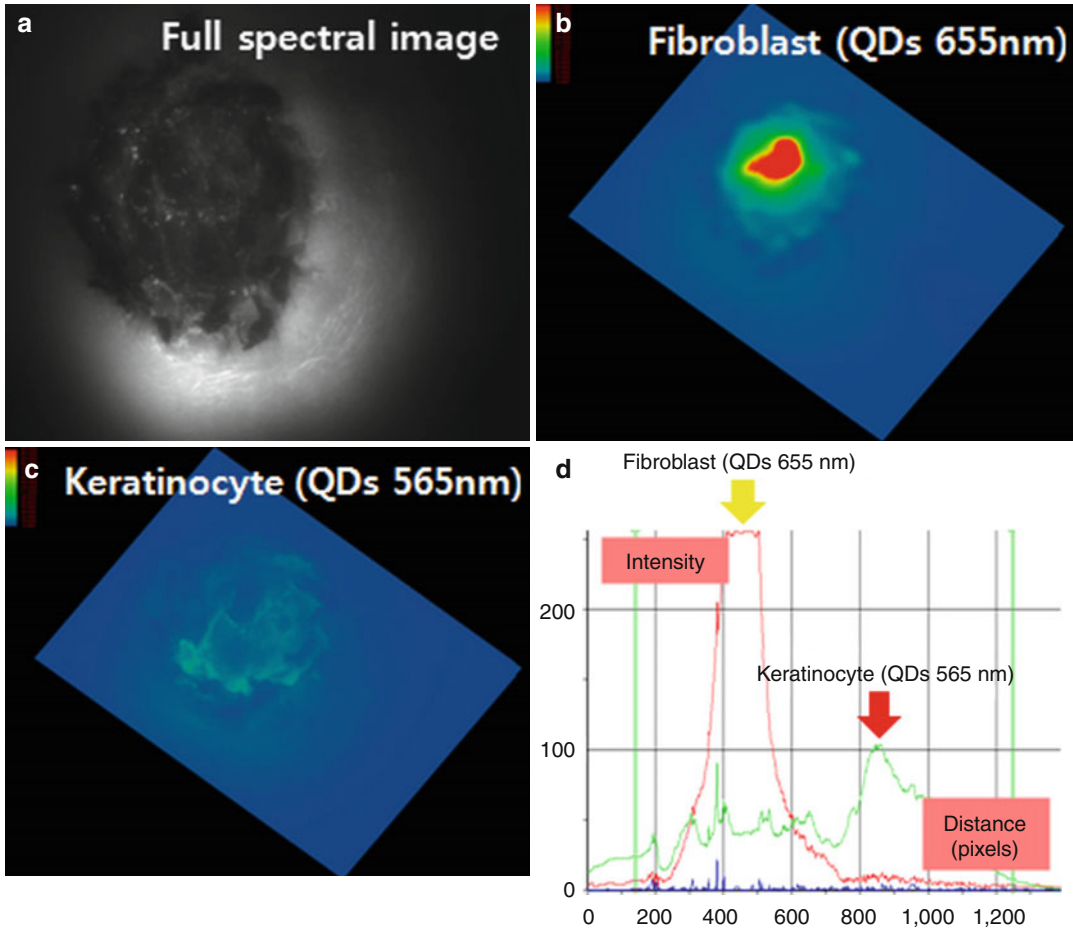 a
Full spectral image
b
Fibroblast (QDs 655nm)
c
Keratinocyte (QDs 565nm)
d
Fibroblast (QDs 655 nm)
Intensity
200
Keratinocyte (QDs 565 nm)
100
Distance
(pixels)
0
0 200 400 600 800 1,000 1,200